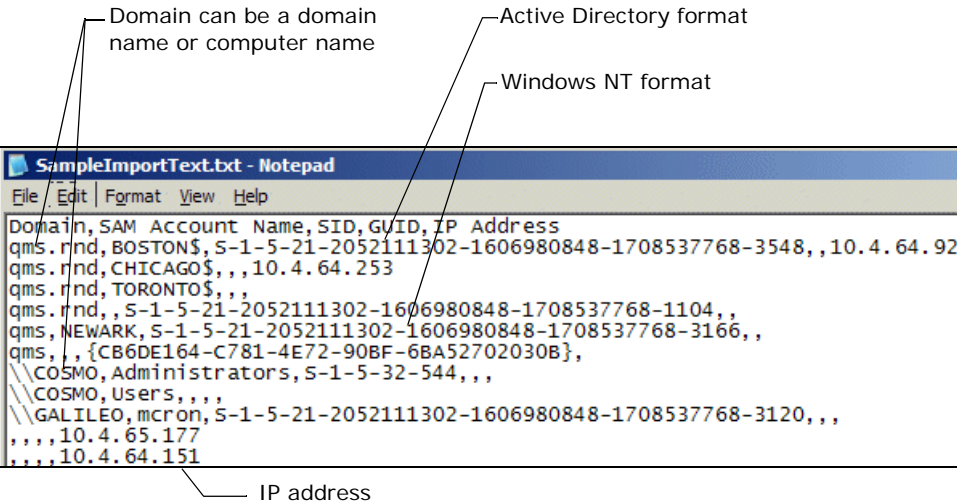 Domain can be a domain
name or computer name
Active Directory format
Windows NT format
SampleImportText.txt - Notepad
File Edit Format View Help
Domain,SAM Account Name,SID,GUID,IP Address
qms.rnd,BOSTON$,S-1-5-21-2052111302-1606980848-1708537768-3548,,10.4.64.92
qms.rnd,CHICAGO$,,,10.4.64.253
qms.rnd,TORONTO$,,,
qms.rnd,,S-1-5-21-2052111302-1606980848-1708537768-1104,,
qms,NEWARK,S-1-5-21-2052111302-1606980848-1708537768-3166,,
qms,,,{CB6DE164-C781-4E72-90BF-6BA52702030B},
\\COSMO,Administrators,S-1-5-32-544,,,
\\COSMO,Users,,,,
\\GALILEO,mcron,S-1-5-21-2052111302-1606980848-1708537768-3120,,,
,,,,10.4.65.177
,,,,10.4.64.151
IP address